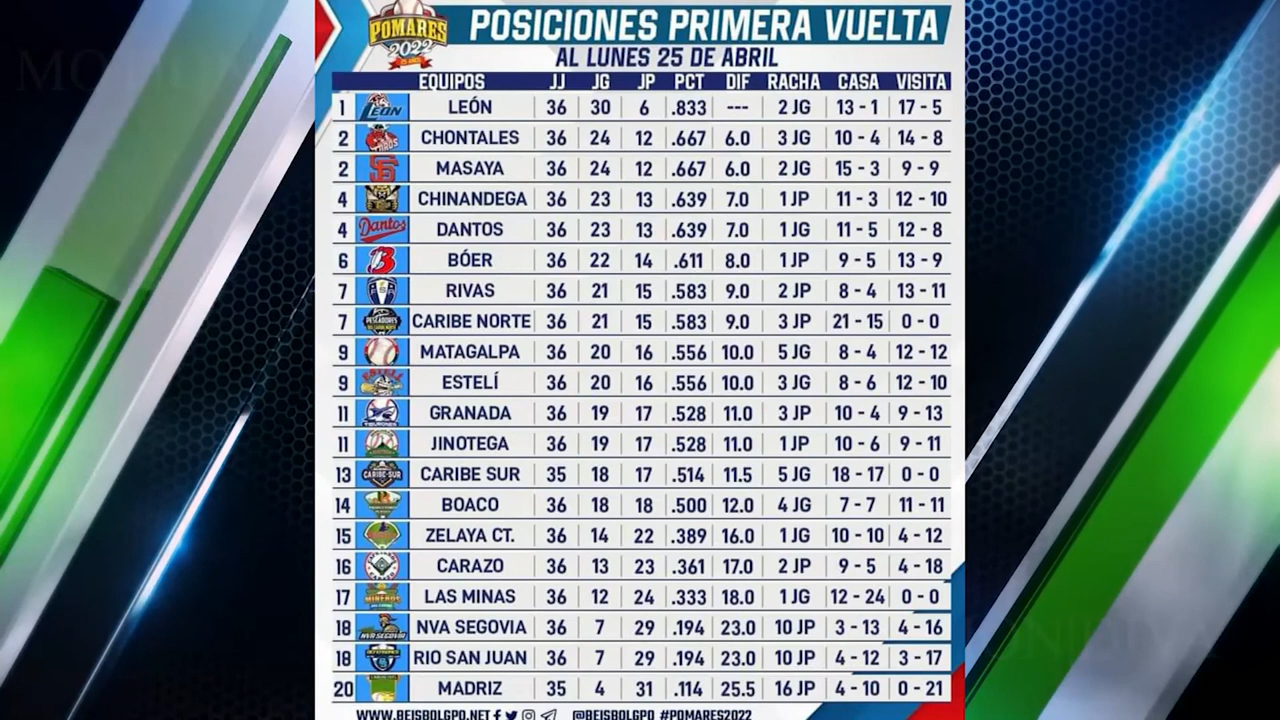 POMARES
2022
POSICIONES PRIMERA VUELTA
AL LUNES 25 DE ABRIL
EQUIPOS JJ JG JP PCT DIF RACHA CASA VISITA
1 LEÓN 36 30 6 .833 --- 2 JG 13 - 1 17 - 5
2 CHONTALES 36 24 12 .667 6.0 3 JG 10 - 4 14 - 8
2 MASAYA 36 24 12 .667 6.0 2 JG 15 - 3 9 - 9
4 CHINANDEGA 36 23 13 .639 7.0 1 JP 11 - 3 12 - 10
4 Dantos DANTOS 36 23 13 .639 7.0 1 JG 11 - 5 12 - 8
6 B BÓER 36 22 14 .611 8.0 1 JP 9 - 5 13 - 9
7 RIVAS 36 21 15 .583 9.0 2 JP 8 - 4 13 - 11
7 CARIBE NORTE 36 21 15 .583 9.0 3 JP 21 - 15 0 - 0
9 MATAGALPA 36 20 16 .556 10.0 5 JG 8 - 4 12 - 12
9 ESTELÍ 36 20 16 .556 10.0 3 JG 8 - 6 12 - 10
11 GRANADA 36 19 17 .528 11.0 3 JP 10 - 4 9 - 13
11 JINOTEGA 36 19 17 .528 11.0 1 JP 10 - 6 9 - 11
13 CARIBE SUR CARIBE SUR 35 18 17 .514 11.5 5 JG 18 - 17 0 - 0
14 BOACO 36 18 18 .500 12.0 4 JG 7 - 7 11 - 11
15 ZELAYA CT. 36 14 22 .389 16.0 1 JG 10 - 10 4 - 12
16 CARAZO 36 13 23 .361 17.0 2 JP 9 - 5 4 - 18
17 MINEROS LAS MINAS 36 12 24 .333 18.0 1 JG 12 - 24 0 - 0
18 NVA SEGOVIA NVA SEGOVIA 36 7 29 .194 23.0 10 JP 3 - 13 4 - 16
18 RIO SAN JUAN 36 7 29 .194 23.0 10 JP 4 - 12 3 - 17
20 MADRIZ 35 4 31 .114 25.5 16 JP 4 - 10 0 - 21
WWW.BEISBOLGPO.NET @BEISBOLGPO #POMARES2022